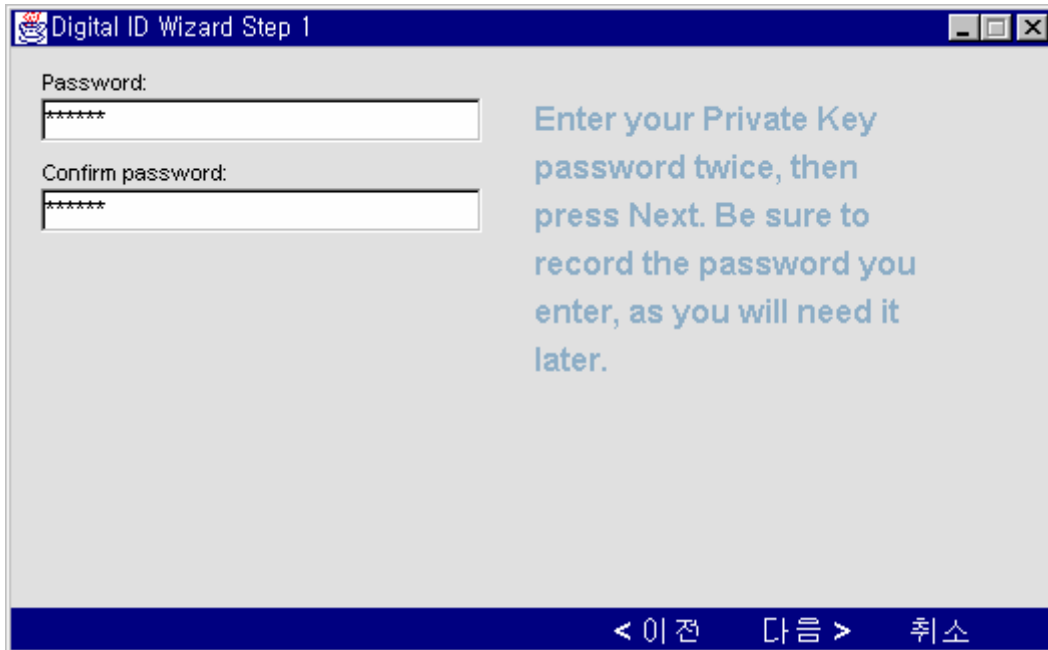 Digital ID Wizard Step 1
Password:
******
Confirm password:
******
Enter your Private Key
password twice, then
press Next. Be sure to
record the password you
enter, as you will need it
later.
< 이전 다음 > 취소